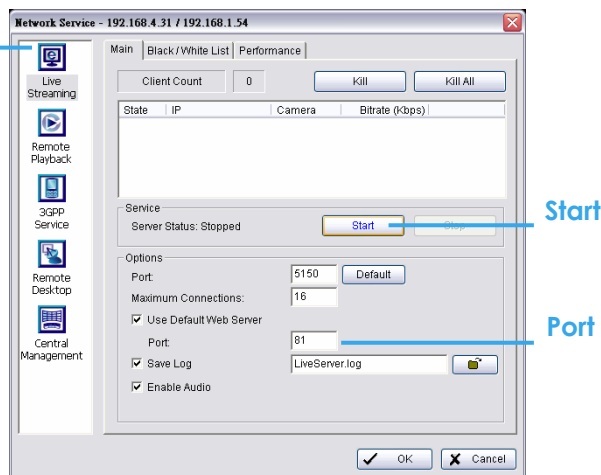 Network Service - 192.168.4.31 / 192.168.1.54
Live
Streaming
Remote
Playback
3GPP
Service
Remote
Desktop
Central
Management
Main
Black/White List
Performance
Client Count
0
Kill
Kill All
State
IP
Camera
Bitrate (Kbps)
Service
Server Status: Stopped
Start
Stop
Options
Port:
5150
Default
Maximum Connections:
16
Use Default Web Server
Port:
81
Save Log
LiveServer.log
Enable Audio
OK
Cancel
Start
Port